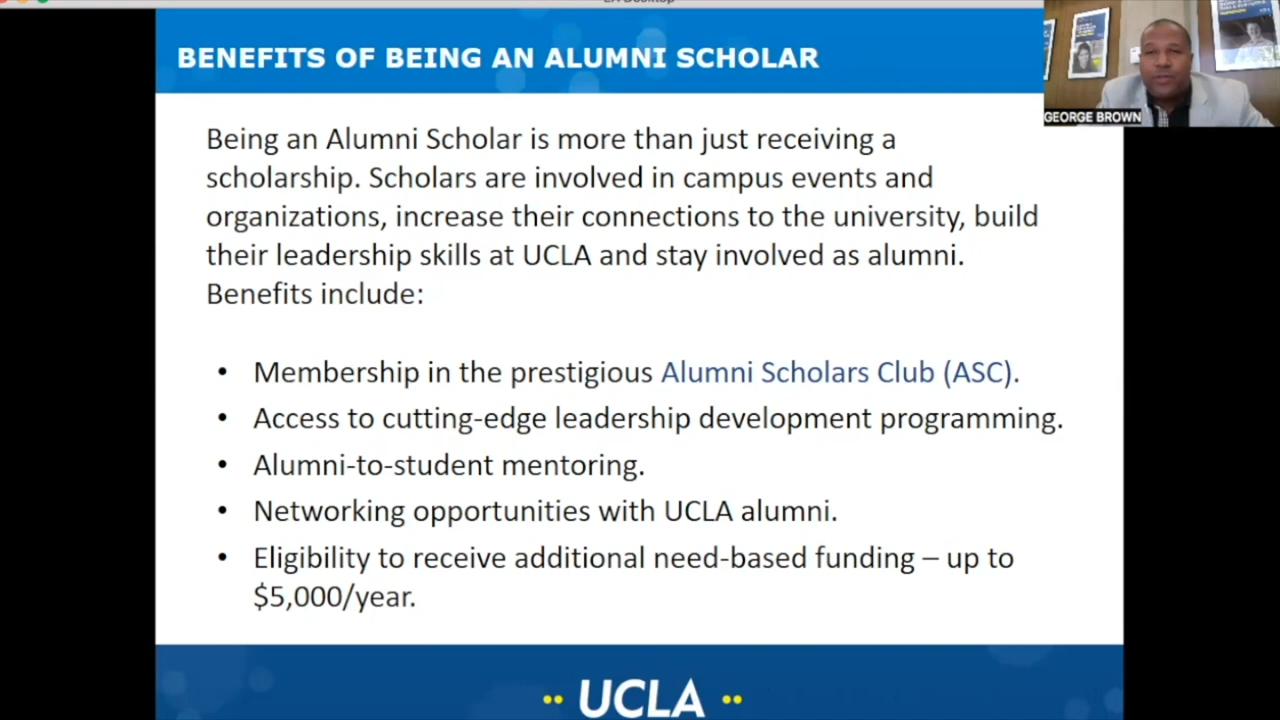 BENEFITS OF BEING AN ALUMNI SCHOLAR
GEORGE BROWN
Being an Alumni Scholar is more than just receiving a
scholarship. Scholars are involved in campus events and
organizations, increase their connections to the university, build
their leadership skills at UCLA and stay involved as alumni.
Benefits include:
• Membership in the prestigious Alumni Scholars Club (ASC).
• Access to cutting-edge leadership development programming.
• Alumni-to-student mentoring.
• Networking opportunities with UCLA alumni.
• Eligibility to receive additional need-based funding – up to
$5,000/year.
UCLA